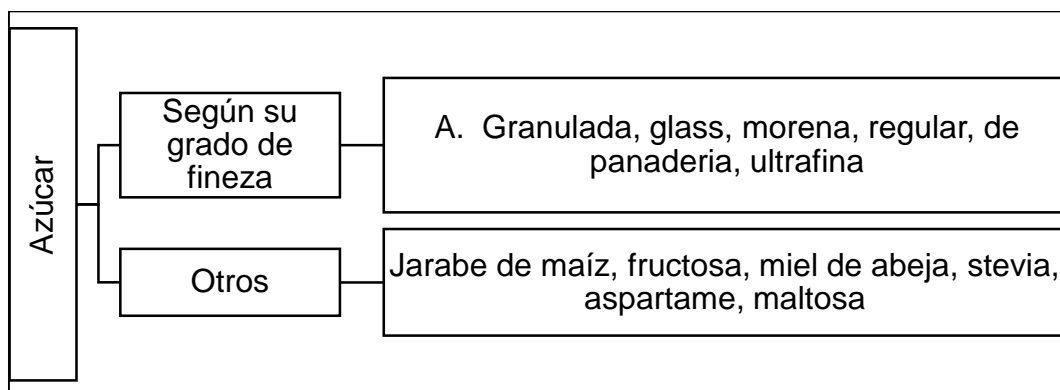 Azúcar
Según su
grado de
fineza
A. Granulada, glass, morena, regular, de
panaderia, ultrafina
Otros
Jarabe de maíz, fructosa, miel de abeja, stevia,
aspartame, maltosa